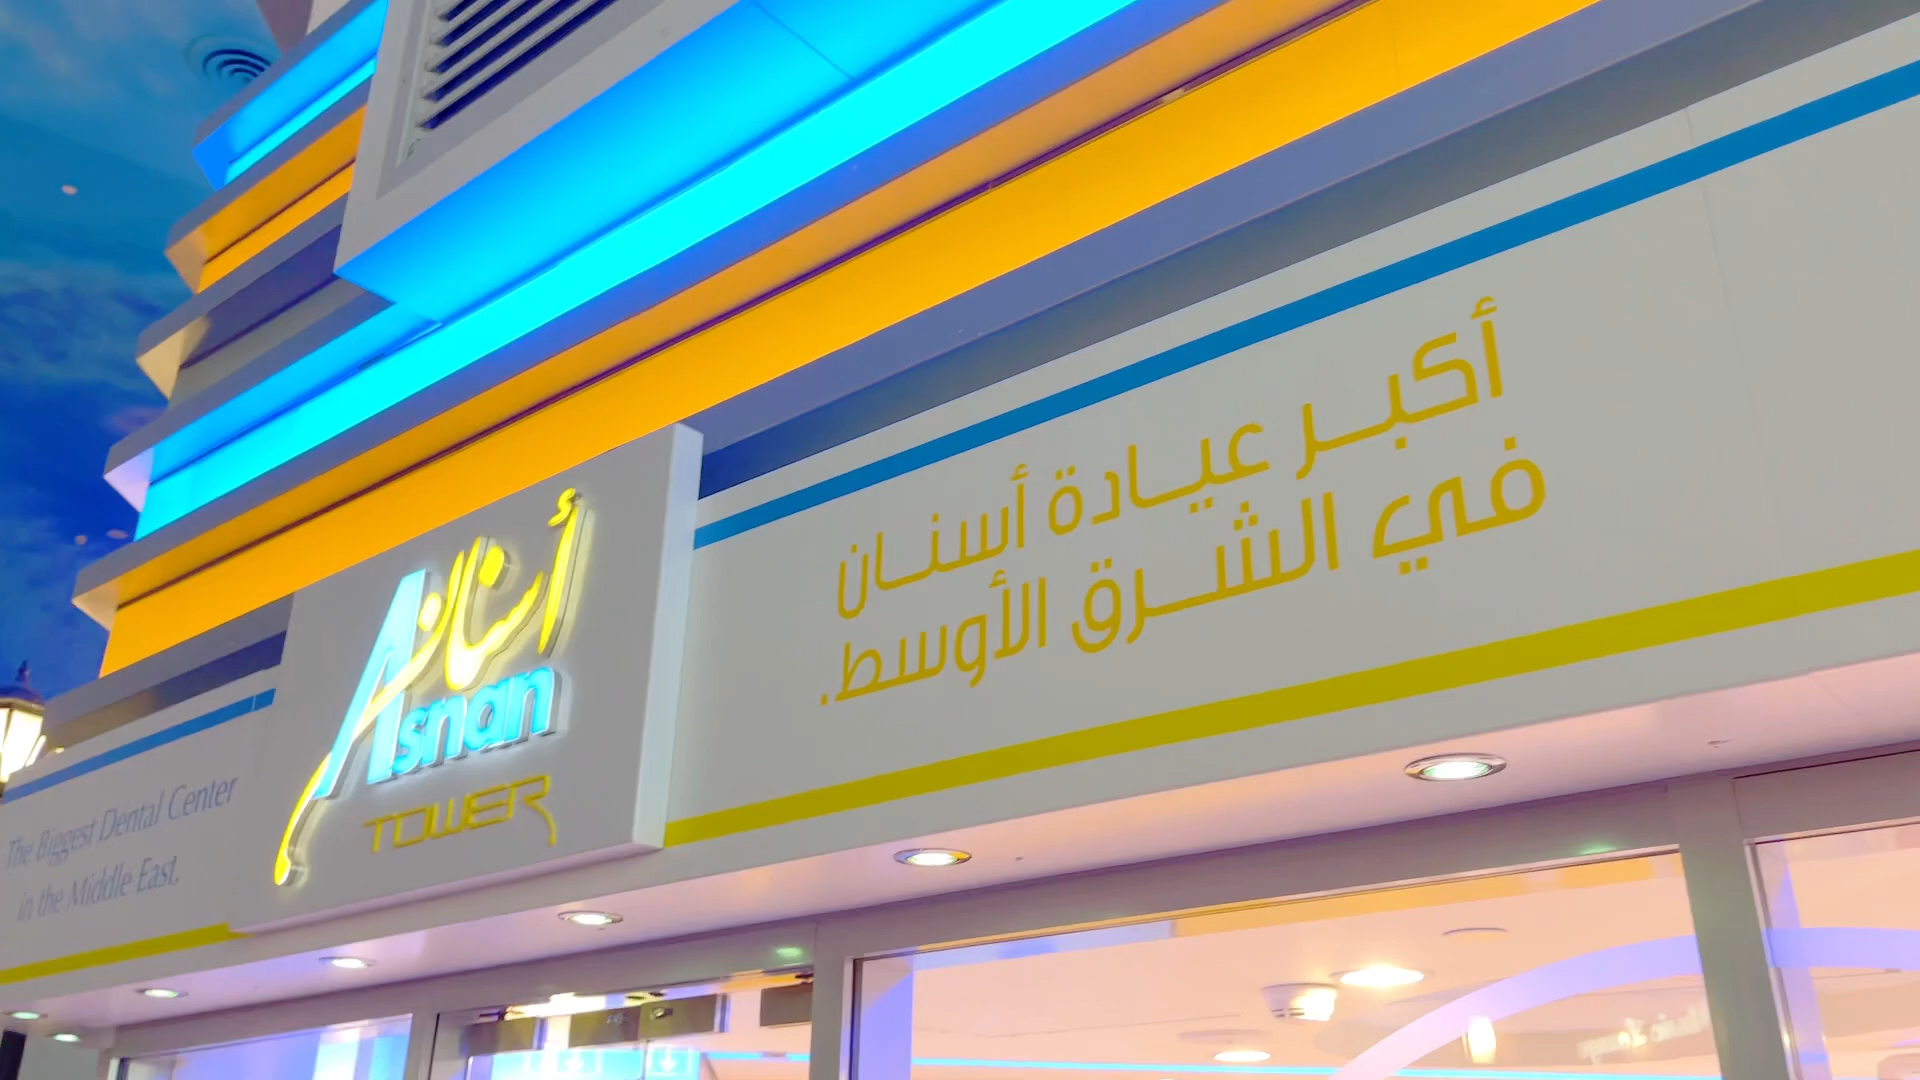 The Biggest Dental Center
in the Middle East.
أسنان
Asnan
TOWER
أكبر عيادة أسنان
في الشرق الأوسط.